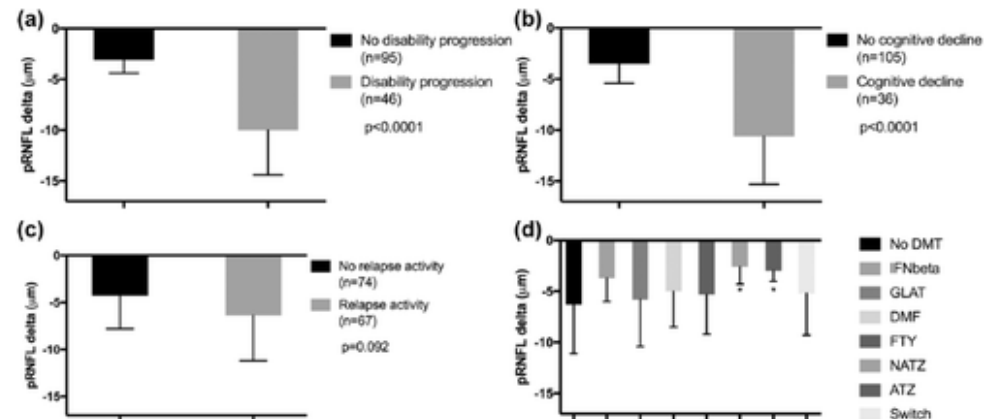 (a)
0
-5
-10
-15
pRNFL delta (µm)
No disability progression
(n=95)
Disability progression
(n=46)
p<0.0001
(b)
0
-5
-10
-15
pRNFL delta (µm)
No cognitive decline
(n=105)
Cognitive decline
(n=36)
p<0.0001
(c)
0
-5
-10
-15
pRNFL delta (µm)
No relapse activity
(n=74)
Relapse activity
(n=67)
p=0.092
(d)
0
-5
-10
-15
pRNFL delta (µm)
* *
No DMT
IFNbeta
GLAT
DMF
FTY
NATZ
ATZ
Switch